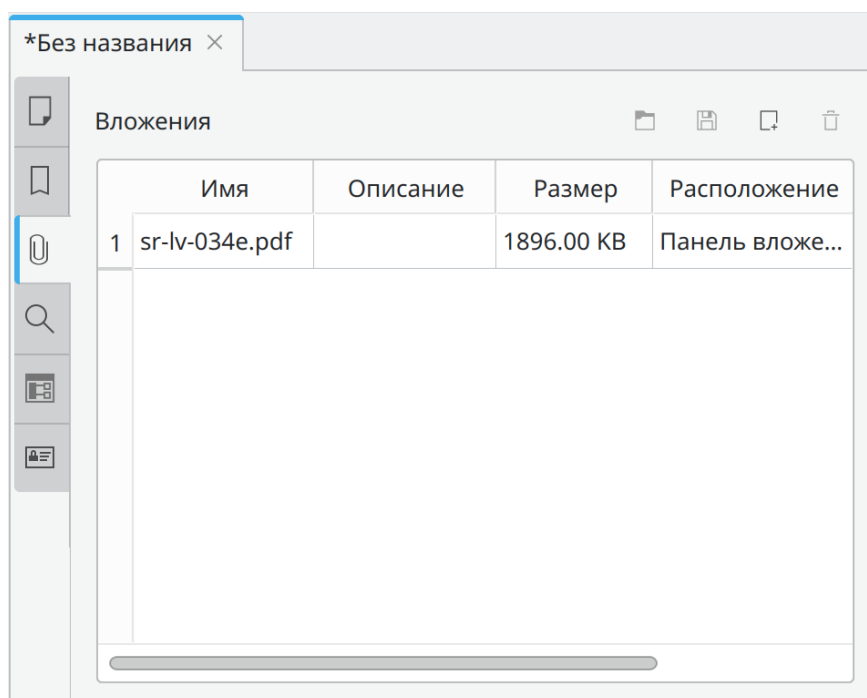 *Без названия
Вложения
Имя Описание Размер Расположение
1 sr-lv-034e.pdf 1896.00 KB Панель вложе...